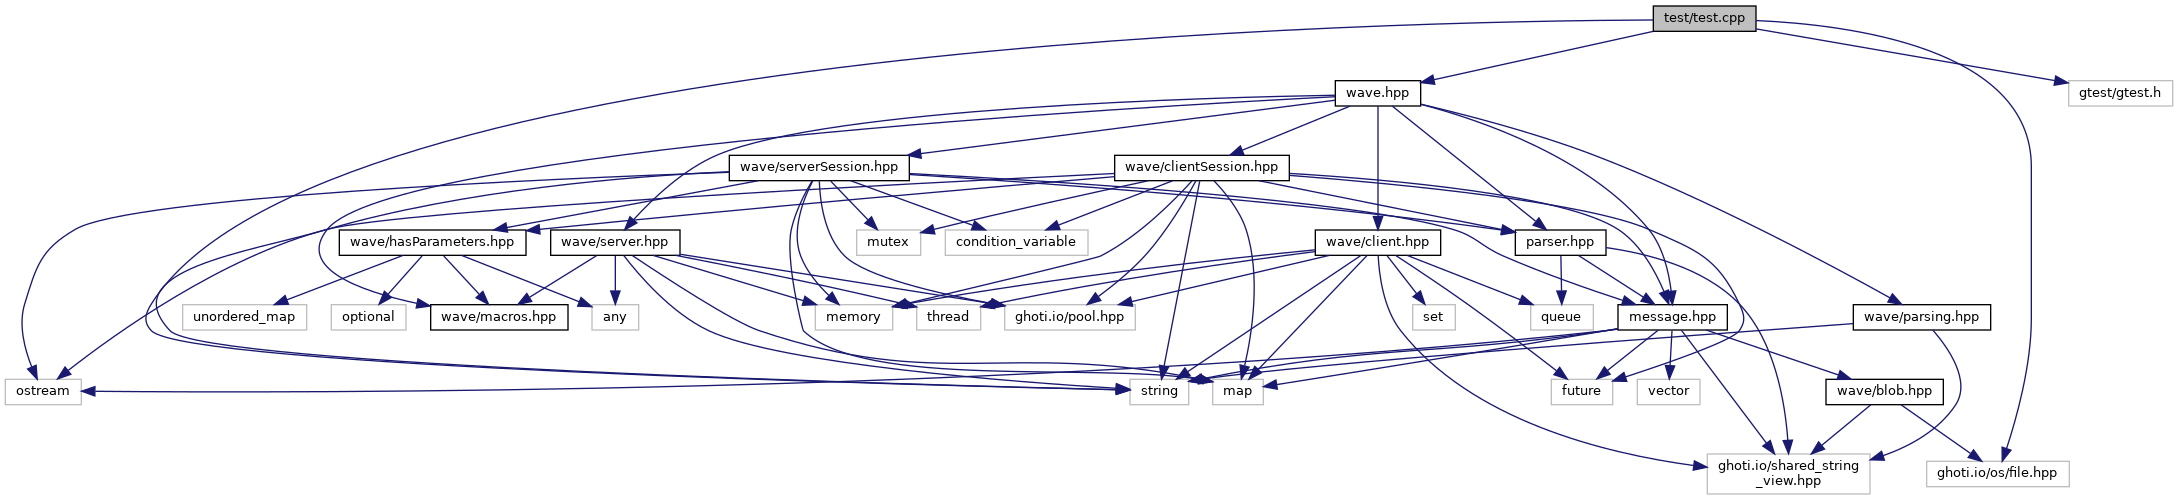 test/test.cpp
wave.hpp
gtest/gtest.h
wave/serverSession.hpp
wave/clientSession.hpp
wave/hasParameters.hpp
wave/server.hpp
mutex
condition_variable
wave/client.hpp
parser.hpp
unordered_map
optional
wave/macros.hpp
any
memory
thread
ghoti.io/pool.hpp
set
queue
message.hpp
wave/parsing.hpp
ostream
string
map
future
vector
wave/blob.hpp
ghoti.io/shared_string
_view.hpp
ghoti.io/os/file.hpp